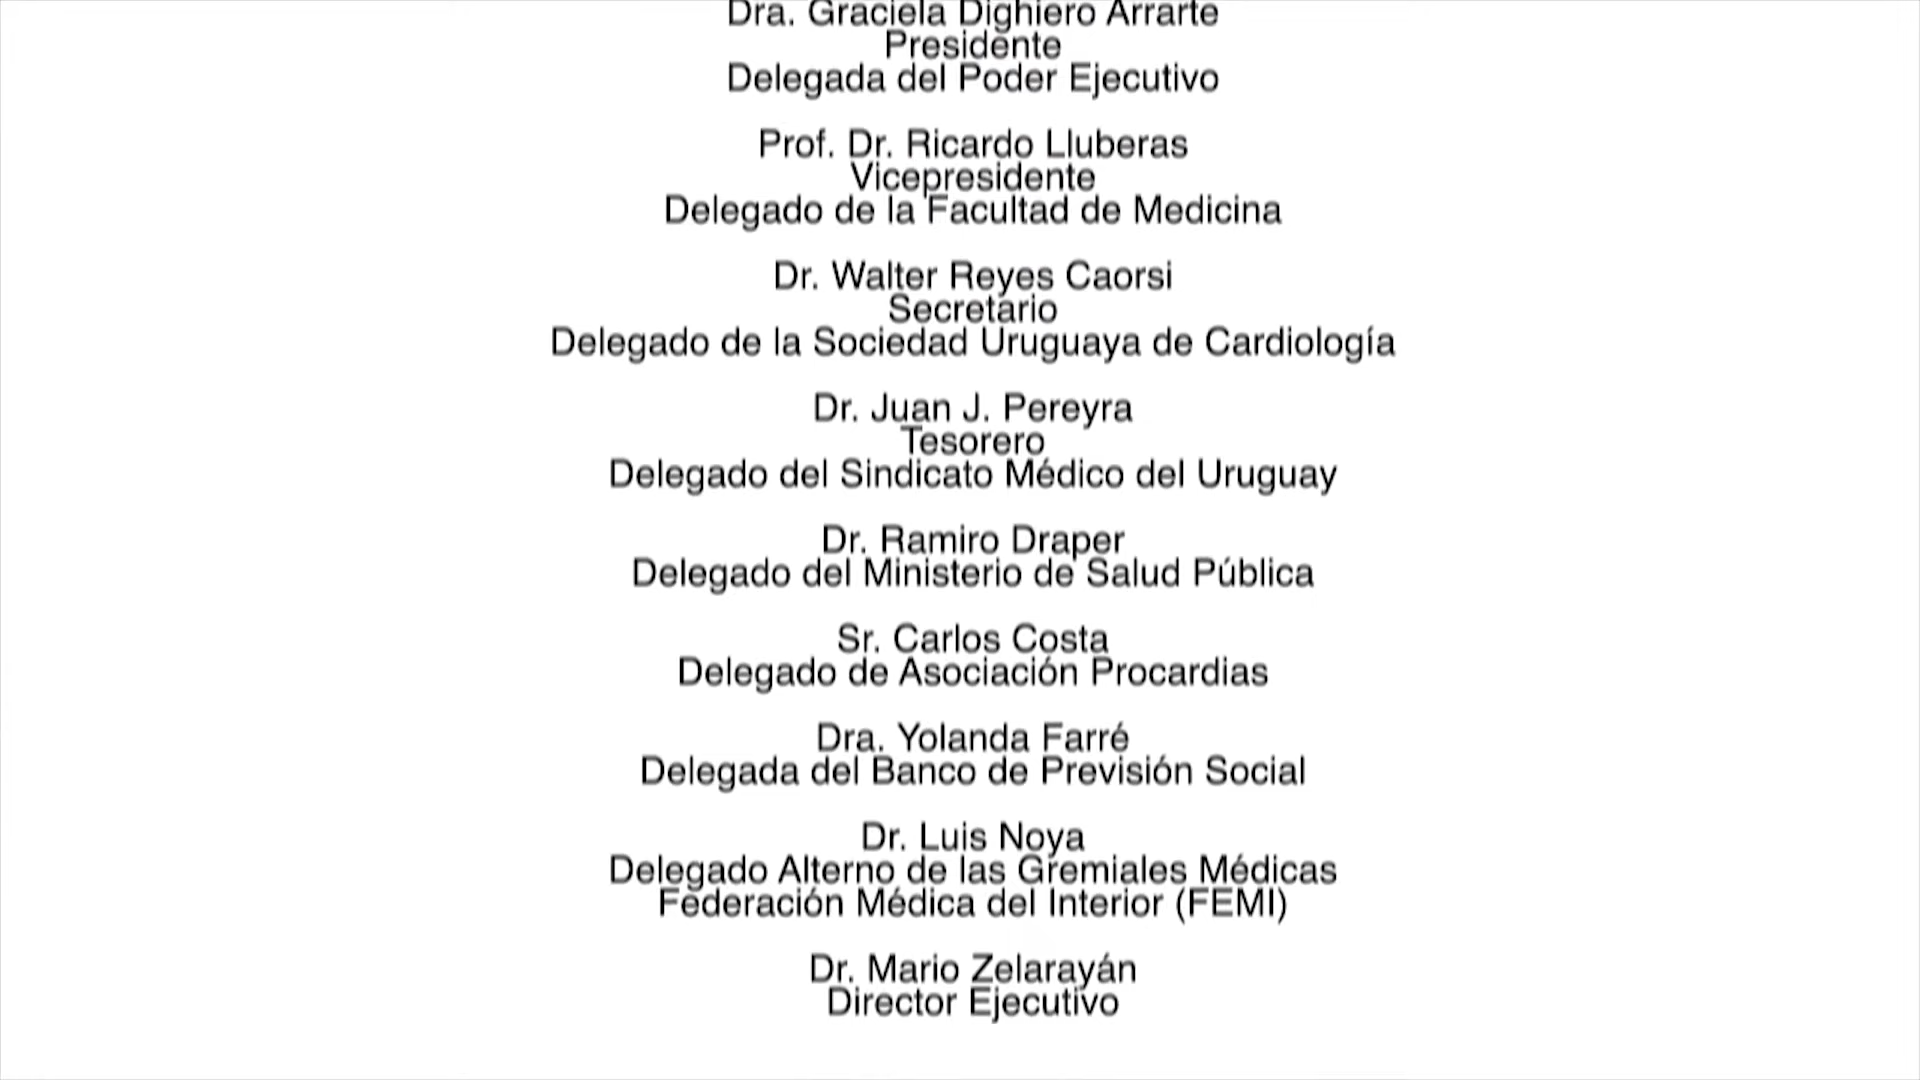 Dra. Graciela Dighiero Arrarte
Presidente
Delegada del Poder Ejecutivo
Prof. Dr. Ricardo Lluberas
Vicepresidente
Delegado de la Facultad de Medicina
Dr. Walter Reyes Caorsi
Secretario
Delegado de la Sociedad Uruguaya de Cardiología
Dr. Juan J. Pereyra
Tesorero
Delegado del Sindicato Médico del Uruguay
Dr. Ramiro Draper
Delegado del Ministerio de Salud Pública
Sr. Carlos Costa
Delegado de Asociación Procardias
Dra. Yolanda Farré
Delegada del Banco de Previsión Social
Dr. Luis Noya
Delegado Alterno de las Gremiales Médicas
Federación Médica del Interior (FEMI)
Dr. Mario Zelarayán
Director Ejecutivo